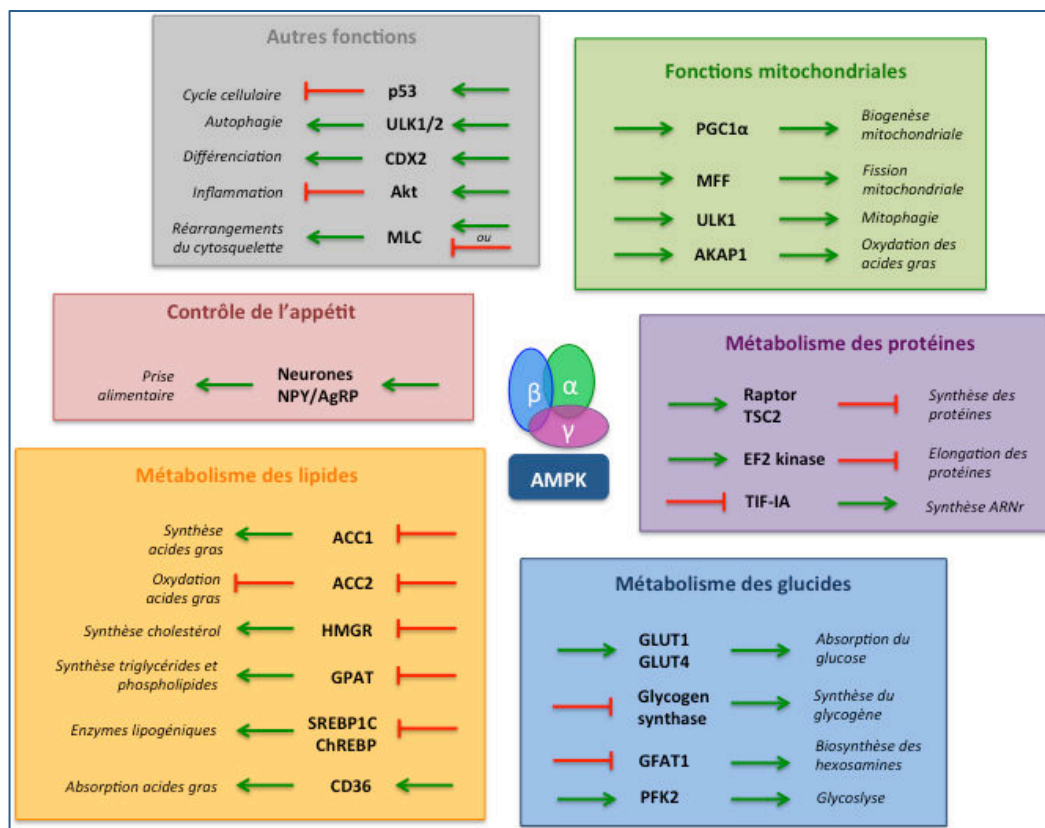 Autres fonctions
Cycle cellulaire p53
Autophagie ULK1/2
Différenciation CDX2
Inflammation Akt
Réarrangements
du cytosquelette MLC ou
Fonctions mitochondriales
PGC1α Biogenèse
mitochondriale
MFF Fission
mitochondriale
ULK1 Mitophagie
AKAP1 Oxydation des
acides gras
Contrôle de l'appétit
Prise
alimentaire
Neurones
NPY/AgRP
β α
γ
AMPK
Métabolisme des protéines
Raptor
TSC2
Synthèse des
protéines
EF2 kinase Elongation des
protéines
TIF-IA Synthèse ARNr
Métabolisme des lipides
Synthèse
acides gras ACC1
Oxydation
acides gras ACC2
Synthèse cholestérol HMGR
Synthèse triglycérides et
phospholipides GPAT
Enzymes lipogéniques SREBP1C
ChREBP
Absorption acides gras CD36
Métabolisme des glucides
GLUT1
GLUT4
Absorption du
glucose
Glycogen
synthase
Synthèse du
glycogène
GFAT1 Biosynthèse des
hexosamines
PFK2 Glycoslyse